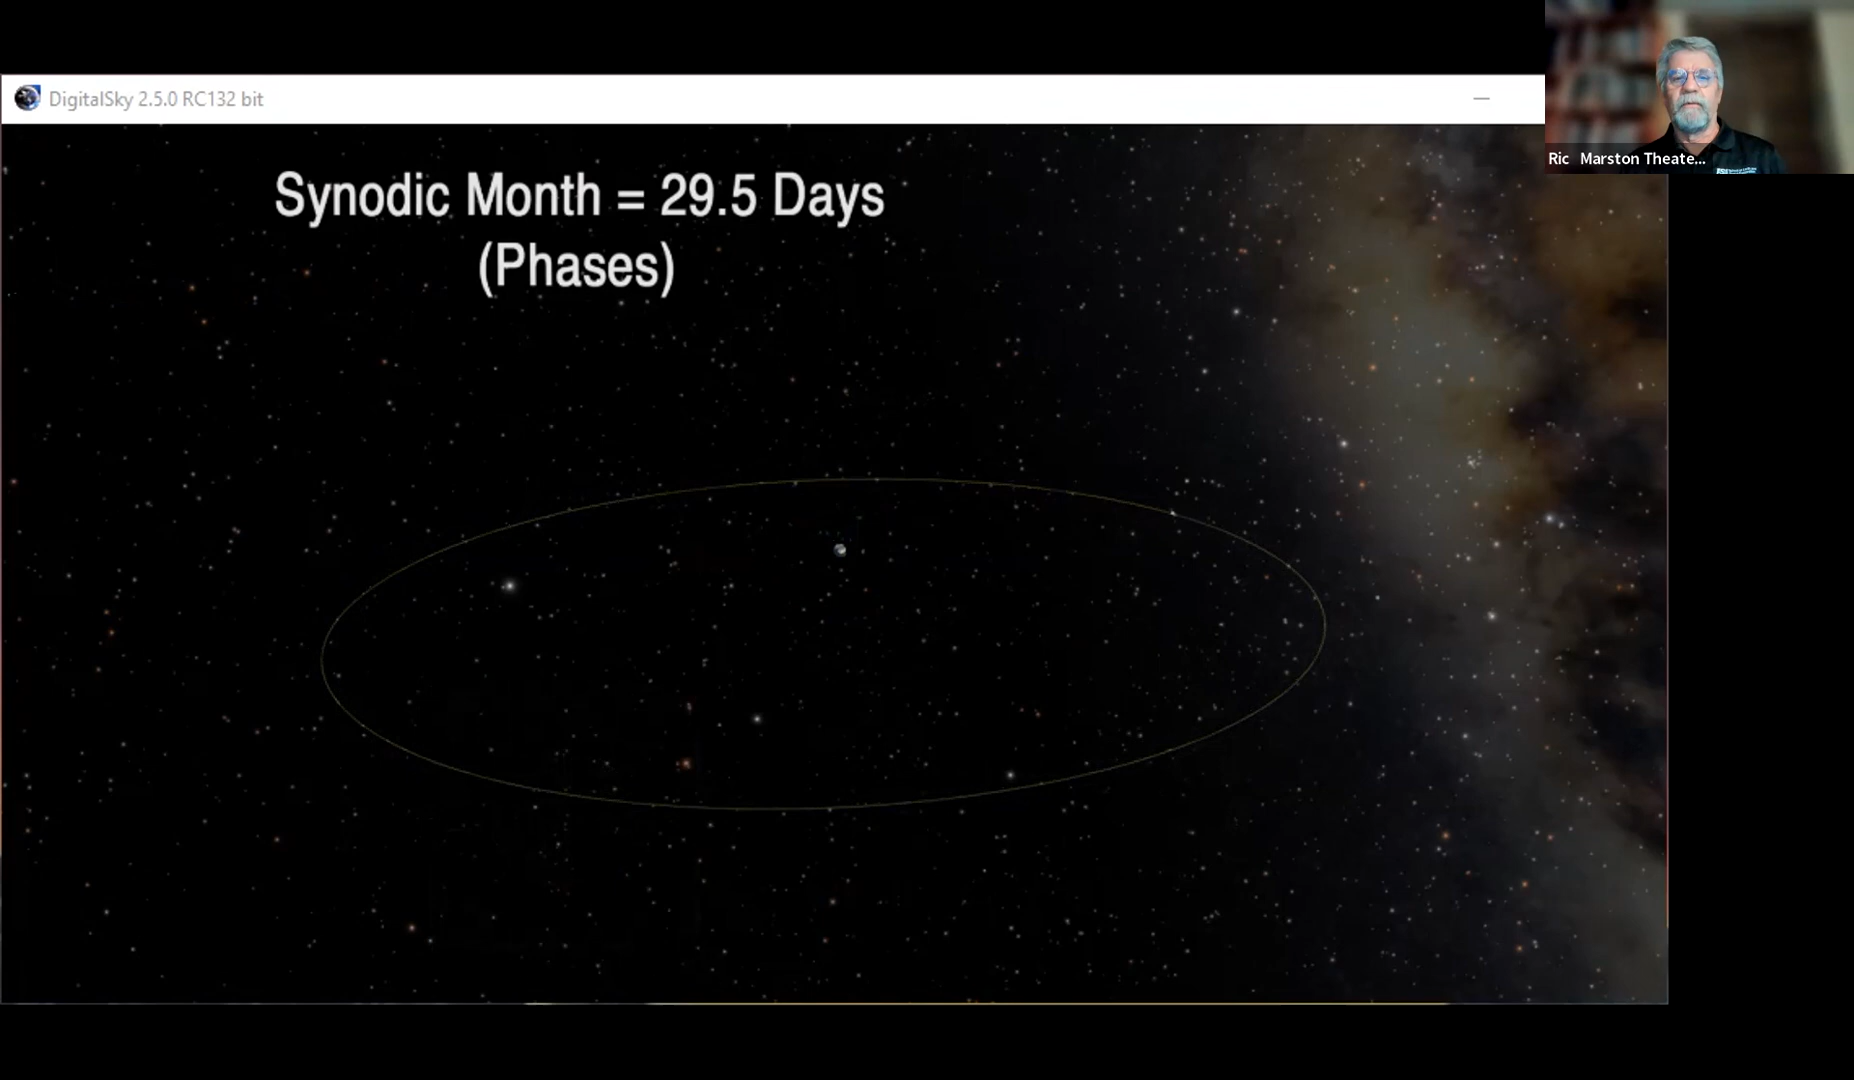 DigitalSky 2.5.0 RC132 bit
Synodic Month = 29.5 Days
(Phases)
Ric Marston Theate...